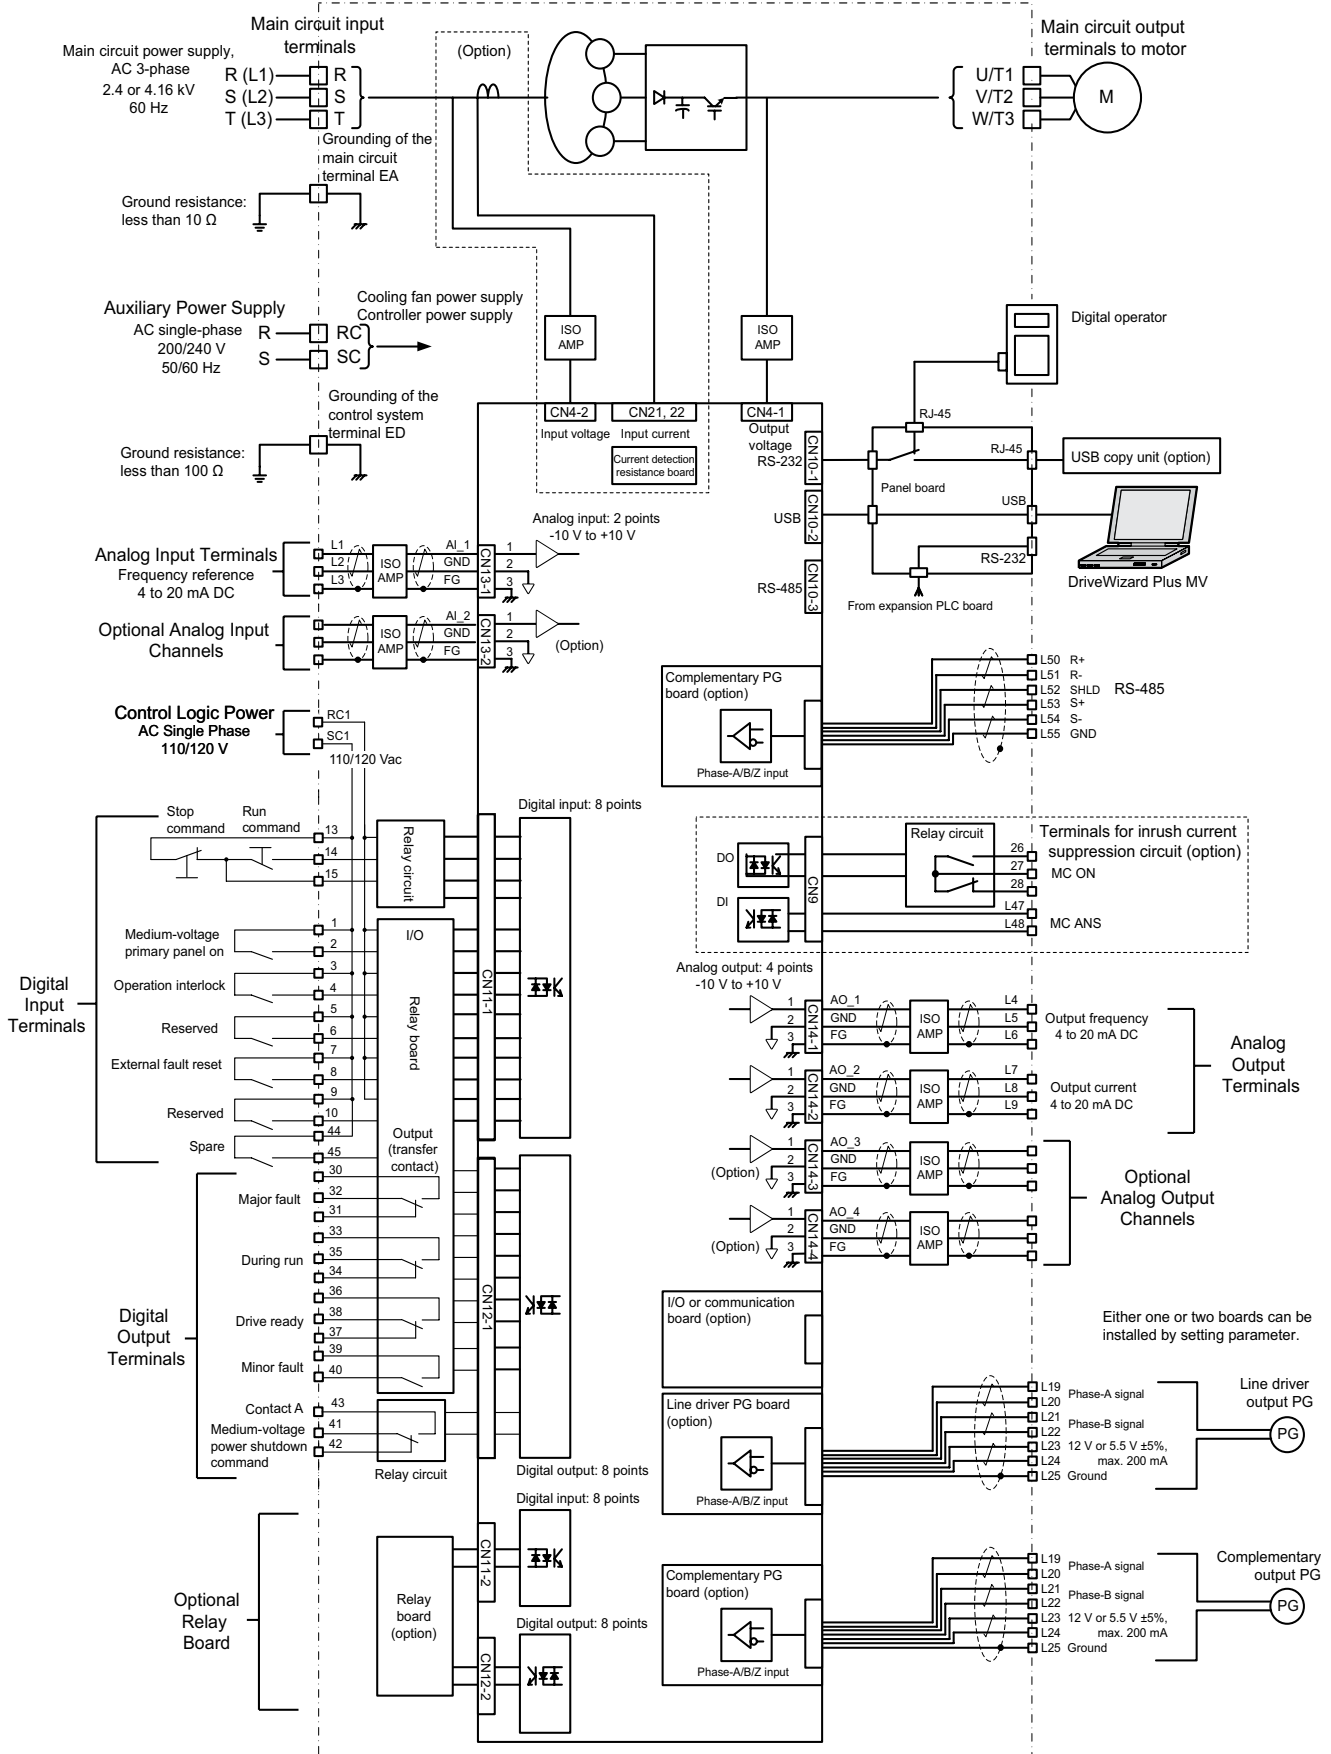 Main circuit input
terminals
Main circuit power supply,
AC 3-phase
2.4 or 4.16 kV
60 Hz
R (L1)
S (L2)
T (L3)
R
S
T
(Option)
Main circuit output
terminals to motor
U/T1
V/T2
W/T3
M
Grounding of the
main circuit
terminal EA
Ground resistance:
less than 10 Ω
Auxiliary Power Supply
AC single-phase
200/240 V
50/60 Hz
R
S
RC
SC
Cooling fan power supply
Controller power supply
ISO
AMP
ISO
AMP
Digital operator
Grounding of the
control system
terminal ED
Ground resistance:
less than 100 Ω
CN4-2
CN21, 22
CN4-1
Input voltage
Input current
Output
voltage
Current detection
resistance board
RS-232
CN10-1
USB
CN10-2
RS-485
CN10-3
RJ-45
RJ-45
Panel board
USB
RS-232
From expansion PLC board
USB copy unit (option)
DriveWizard Plus MV
Analog Input Terminals
Frequency reference
4 to 20 mA DC
L1
L2
L3
ISO
AMP
AI_1
GND
FG
CN13-1
1
2
3
Analog input: 2 points
-10 V to +10 V
Optional Analog Input
Channels
ISO
AMP
AI_2
GND
FG
CN13-2
1
2
3
(Option)
Control Logic Power
AC Single Phase
110/120 V
RC1
SC1
110/120 Vac
Complementary PG
board (option)
Phase-A/B/Z input
L50 R+
L51 R-
L52 SHLD
L53 S+
L54 S-
L55 GND
RS-485
Digital
Input
Terminals
Stop
command
Run
command
13
14
15
Relay circuit
Digital input: 8 points
Medium-voltage
primary panel on
1
2
Operation interlock
3
4
Reserved
5
6
External fault reset
7
8
Reserved
9
10
Spare
44
45
I/O
Relay board
Output
(transfer
contact)
CN11-1
DO
DI
CN9
Relay circuit
26
27
28
L47
L48
Terminals for inrush current
suppression circuit (option)
MC ON
MC ANS
Analog output: 4 points
-10 V to +10 V
1
2
3
CN14-1
AO_1
GND
FG
ISO
AMP
L4
L5
L6
Output frequency
4 to 20 mA DC
1
2
3
CN14-2
AO_2
GND
FG
ISO
AMP
L7
L8
L9
Output current
4 to 20 mA DC
Analog
Output
Terminals
(Option)
1
2
3
CN14-3
AO_3
GND
FG
ISO
AMP
(Option)
1
2
3
CN14-4
AO_4
GND
FG
ISO
AMP
Optional
Analog Output
Channels
Digital
Output
Terminals
Major fault
30
32
31
During run
33
35
34
Drive ready
36
38
37
Minor fault
39
40
CN12-1
Contact A
Medium-voltage
power shutdown
command
43
41
42
Relay circuit
Digital output: 8 points
I/O or communication
board (option)
Either one or two boards can be
installed by setting parameter.
Line driver PG board
(option)
Phase-A/B/Z input
L19
L20
L21
L22
L23
L24
L25
Phase-A signal
Phase-B signal
12 V or 5.5 V ±5%,
max. 200 mA
Ground
Line driver
output PG
PG
Optional
Relay
Board
Relay
board
(option)
Digital input: 8 points
CN11-2
Digital output: 8 points
CN12-2
Complementary PG
board (option)
Phase-A/B/Z input
L19
L20
L21
L22
L23
L24
L25
Phase-A signal
Phase-B signal
12 V or 5.5 V ±5%,
max. 200 mA
Ground
Complementary
output PG
PG